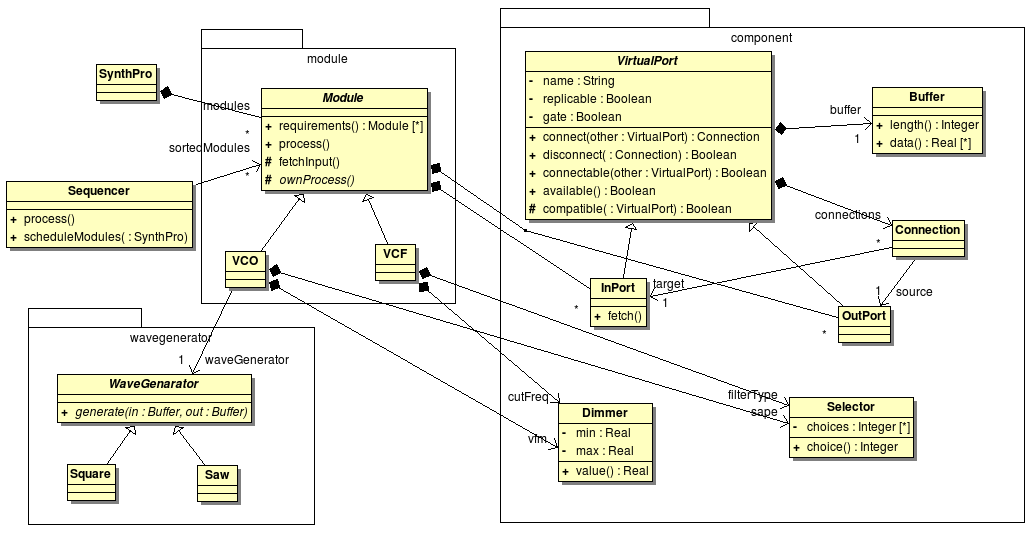 component
module
VirtualPort
- name : String
- replicable : Boolean
- gate : Boolean
+ connect(other : VirtualPort) : Connection
+ disconnect( : Connection) : Boolean
+ connectable(other : VirtualPort) : Boolean
+ available() : Boolean
# compatible( : VirtualPort) : Boolean
SynthPro
modules
*
Module
+ requirements() : Module [*]
+ process()
# fetchInput()
# ownProcess()
buffer
1
Buffer
+ length() : Integer
+ data() : Real [*]
sortedModules
*
Sequencer
+ process()
+ scheduleModules( : SynthPro)
connections
*
Connection
VCO
VCF
InPort
+ fetch()
*
target
1
1
source
OutPort
*
wavegenerator
1
waveGenerator
WaveGenarator
+ generate(in : Buffer, out : Buffer)
Square
Saw
cutFreq
vfm
Dimmer
- min : Real
- max : Real
+ value() : Real
filterType
sape
Selector
- choices : Integer [*]
+ choice() : Integer